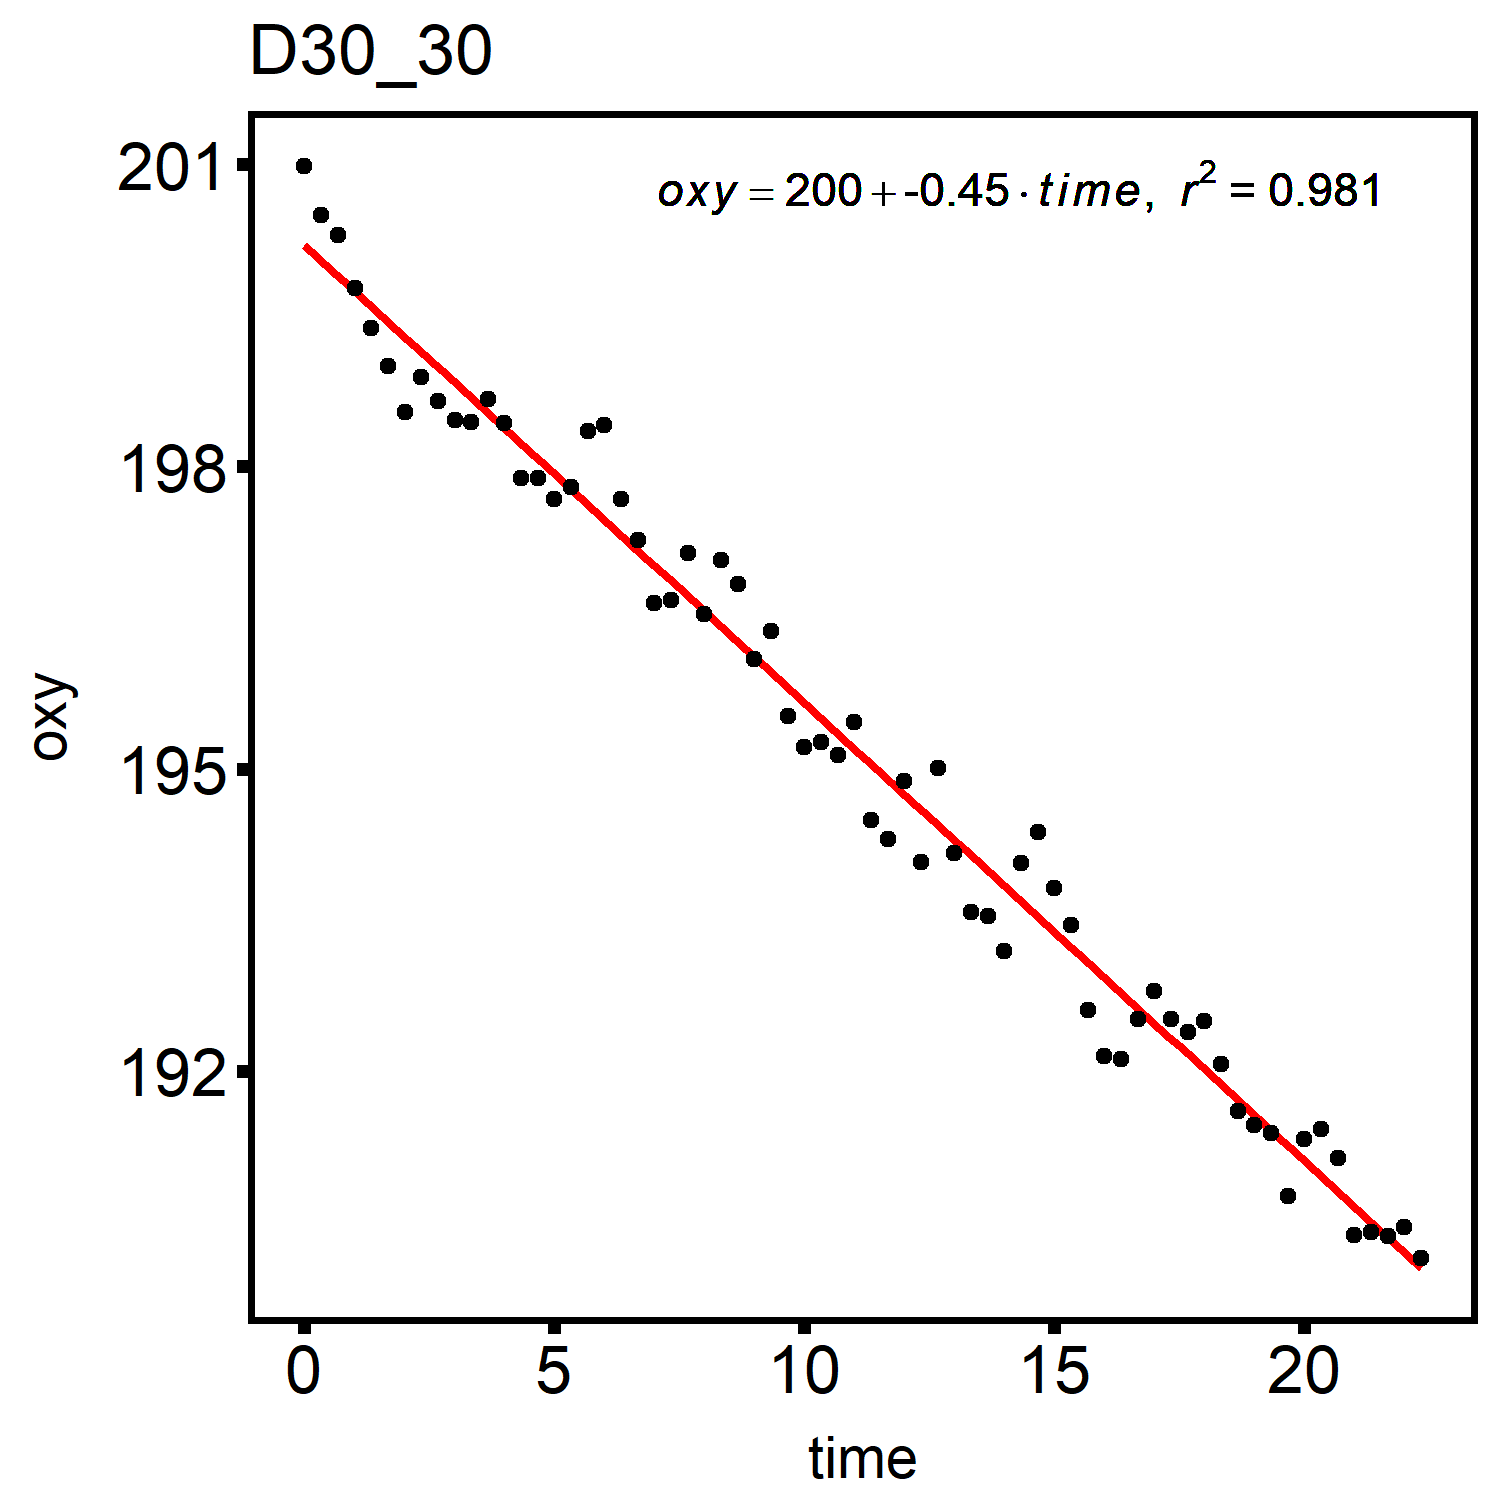 D30_30
oxy = 200 + -0.45 · time, r² = 0.981
201
198
195
192
oxy
0 5 10 15 20
time